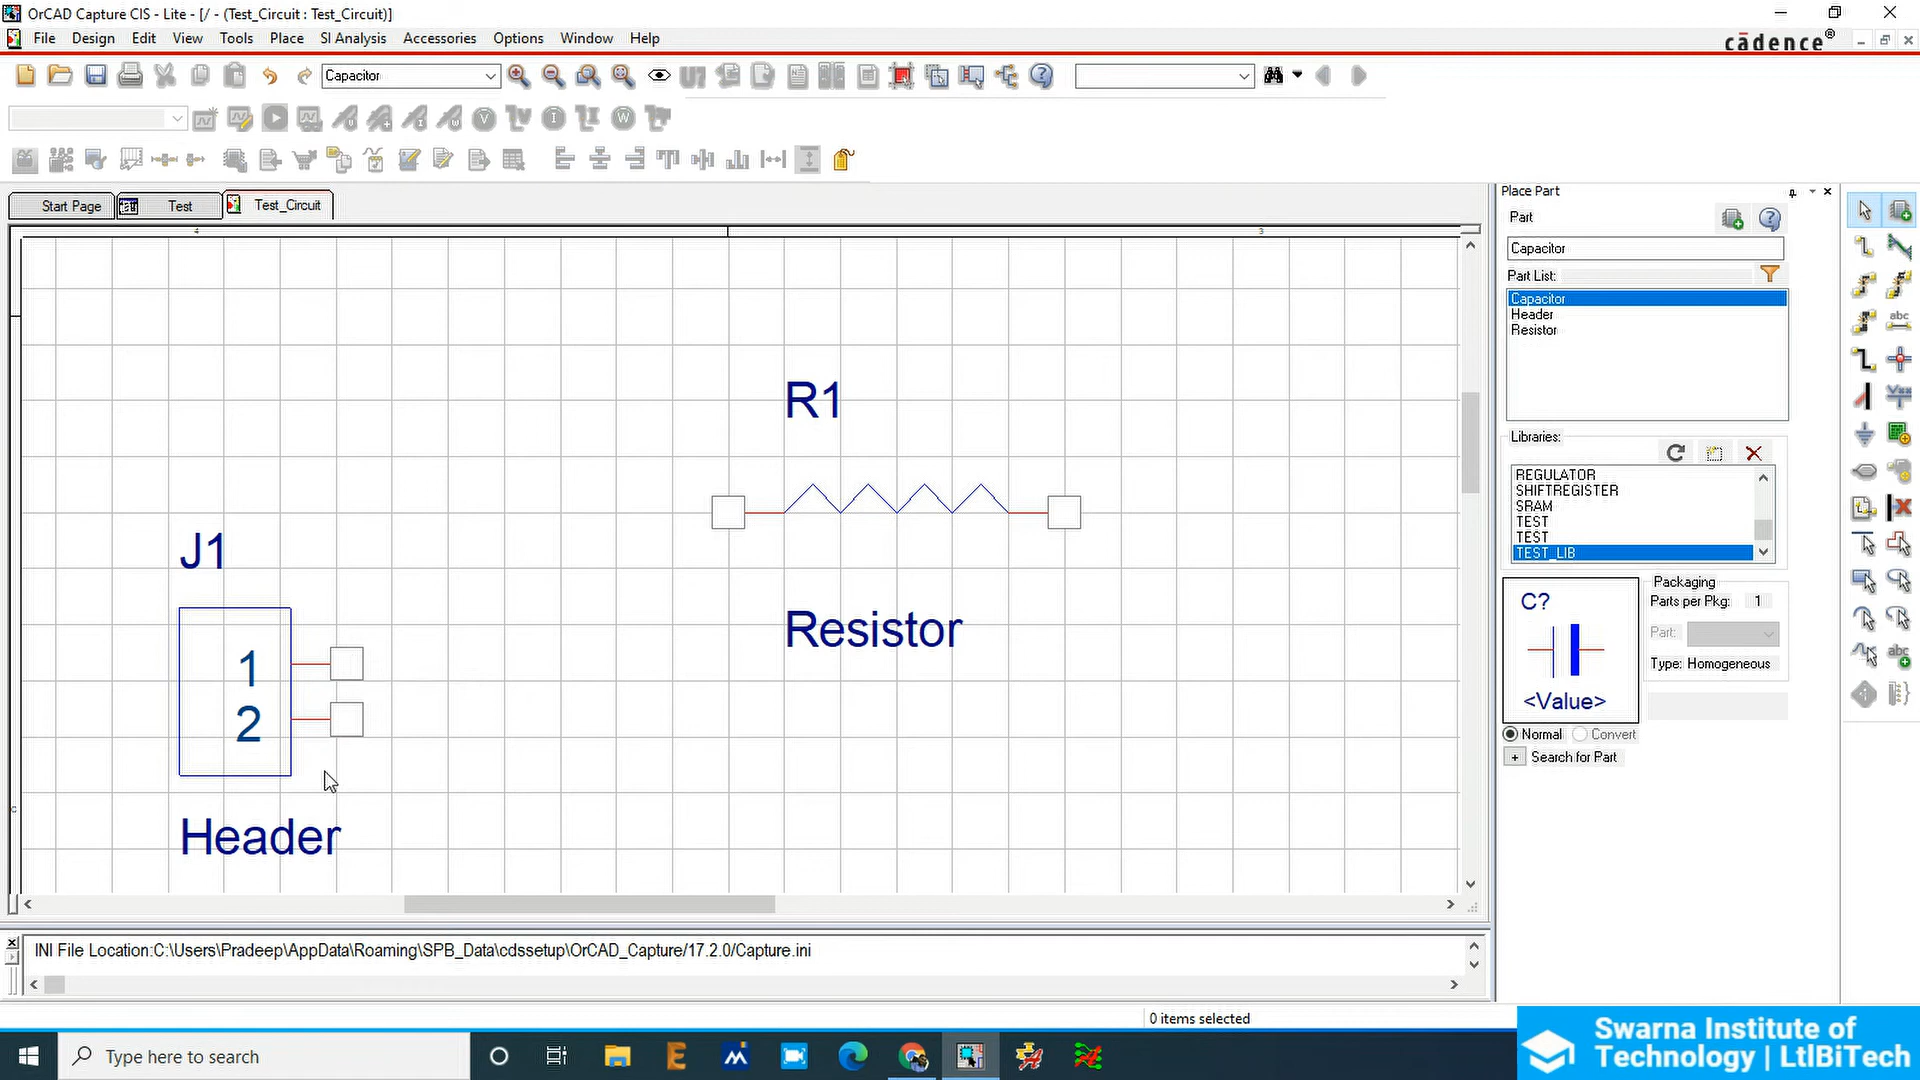 OrCAD Capture CIS - Lite - [/ - (Test_Circuit : Test_Circuit)]
File Design Edit View Tools Place SI Analysis Accessories Options Window Help
cādence®
Capacitor
Start Page Test Test_Circuit
4
3
R1
Resistor
J1
1
2
Header
C
Place Part
Part
Capacitor
Part List:
Capacitor
Header
Resistor
Libraries:
REGULATOR
SHIFTREGISTER
SRAM
TEST
TEST
TEST_LIB
C?
<Value>
Packaging
Parts per Pkg: 1
Part:
Type: Homogeneous
Normal Convert
+ Search for Part
INI File Location:C:\Users\Pradeep\AppData\Roaming\SPB_Data\cdssetup\OrCAD_Capture/17.2.0/Capture.ini
0 items selected
Type here to search
Swarna Institute of
Technology | LtlBiTech